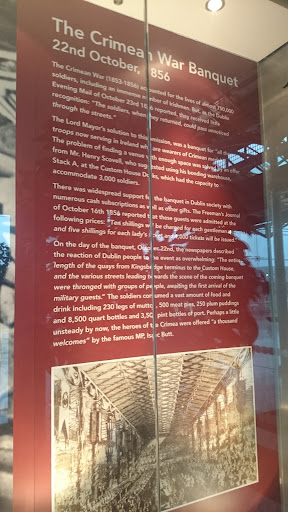 The Crimean War Banquet
22nd October, 1856
The Crimean War (1853-1856) accounted for the lives of 750,000
soldiers, including an immense number of Irishmen. But, as the Dublin
Evening Mail of October 23rd 1856 reported, they received little
recognition: "The soldiers, when they returned, could pass unnoticed
through the streets."
The Lord Mayor's solution to this omission, was a banquet for "all the
troops now serving in Ireland who wearers of Crimean medals".
The problem of finding a venue with enough space was solved by an offer
from Mr. Henry Scovell, who suggested using his bonding warehouse,
Stack A, at the Custom House Docks, which had the capacity to
accommodate 3,000 soldiers.
There was widespread support for the banquet in Dublin society with
numerous cash subscriptions as well as other gifts. The Freeman's Journal
of October 16th 1856 reported that those guests were admitted at the
following prices: "Ten shillings will be charged for each gentleman's
and five shillings for each lady's 1,000 tickets will be issued."
On the day of the banquet, October 22nd, the newspapers described
the reaction of Dublin people to the event as overwhelming: "The entire
length of the quays from Kingsbridge terminus to the Custom House,
and the various streets leading towards the scene of the coming banquet
were thronged with groups of people, awaiting the first arrival of the
military guests." The soldiers consumed a vast amount of food and
drink including 230 legs of mutton, 500 meat pies, 250 plum puddings
and 8,500 quart bottles and 3,500 pint bottles of port. Perhaps a little
unsteady by now, the heroes of the Crimea were offered "a thousand
welcomes" by the famous MP, Isaac Butt.